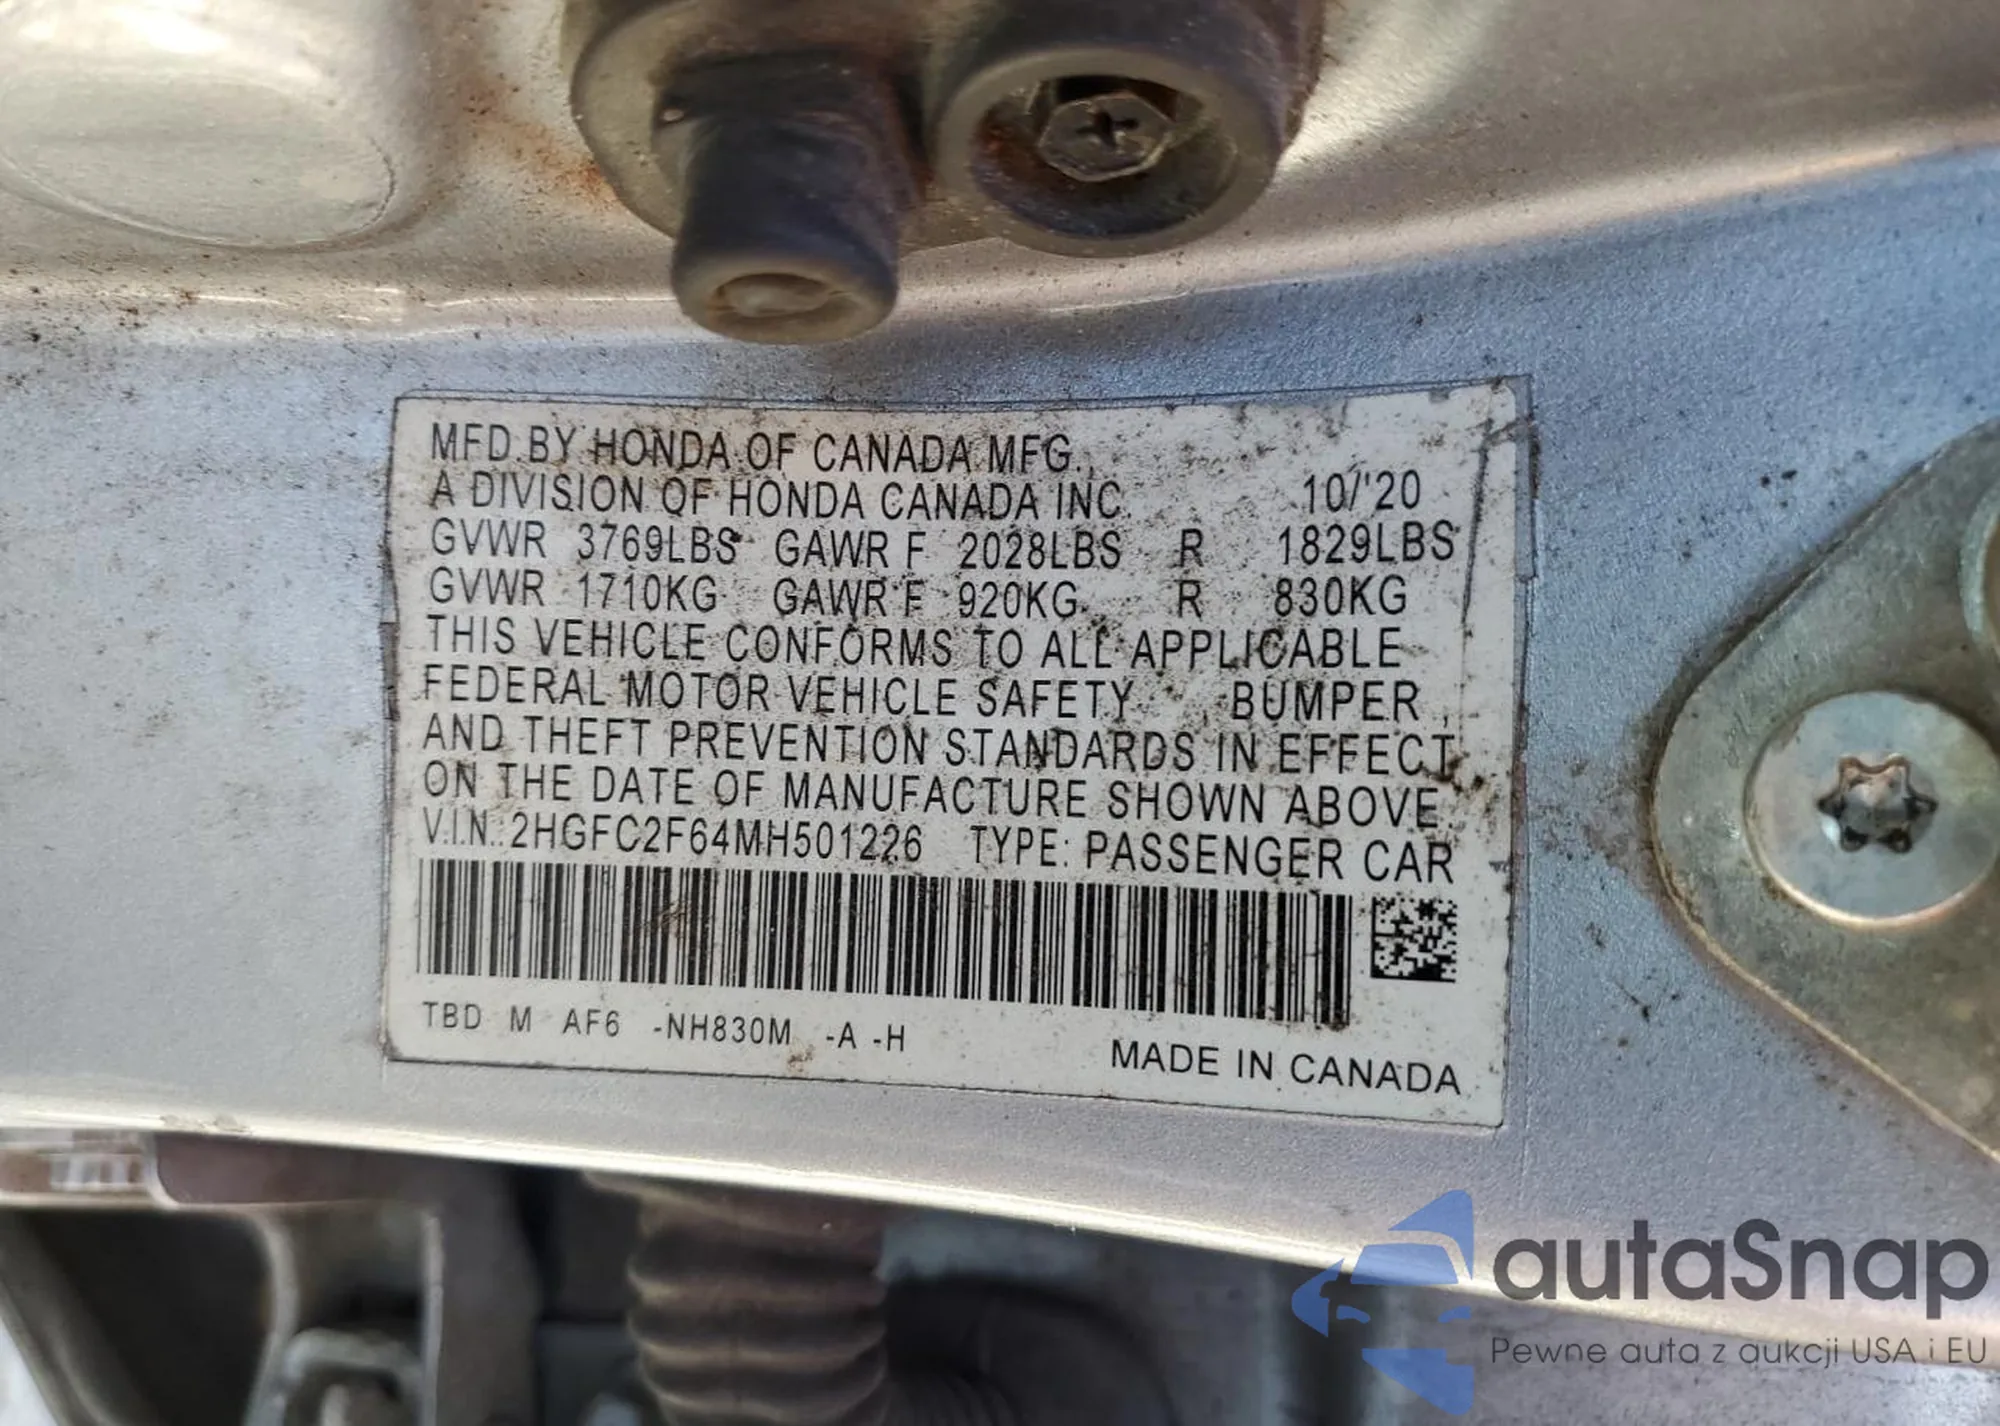 MFD. BY HONDA OF CANADA MFG.,
A DIVISION OF HONDA CANADA INC. 10/'20
GVWR 3769LBS GAWR F 2028LBS R 1829LBS
GVWR 1710KG GAWR F 920KG R 830KG
THIS VEHICLE CONFORMS TO ALL APPLICABLE
FEDERAL MOTOR VEHICLE SAFETY BUMPER,
AND THEFT PREVENTION STANDARDS IN EFFECT
ON THE DATE OF MANUFACTURE SHOWN ABOVE.
V.I.N.: 2HGFC2F64MH501226 TYPE: PASSENGER CAR
TBD M AF6 -NH830M -A -H
MADE IN CANADA
autaSnap
Pewne auta z aukcji USA i EU